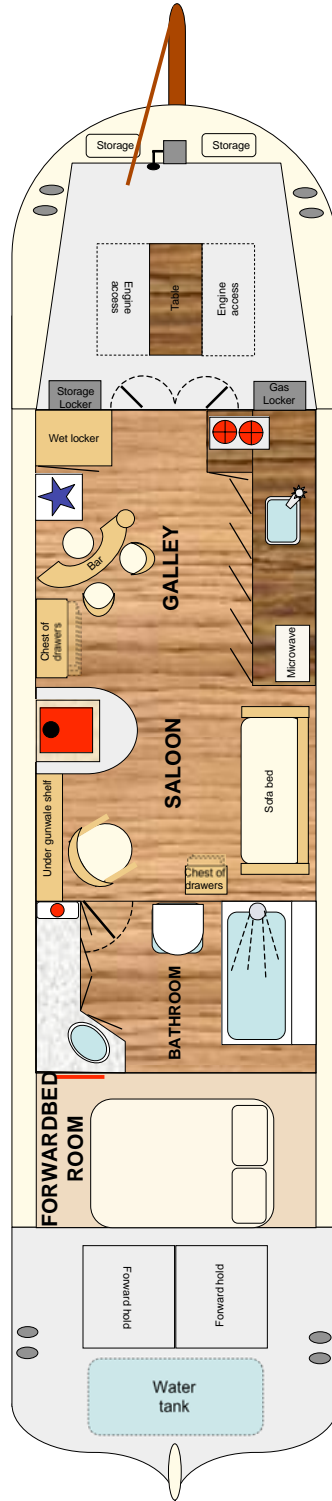 Storage
Storage
Engine
access
Table
Engine
access
Storage
Locker
Gas
Locker
Wet locker
Bar
GALLEY
Chest of
drawers
Microwave
SALOON
Under gunwale shelf
Sofa bed
Chest of
drawers
BATHROOM
FORWARDBED
ROOM
Forward hold
Forward hold
Water
tank